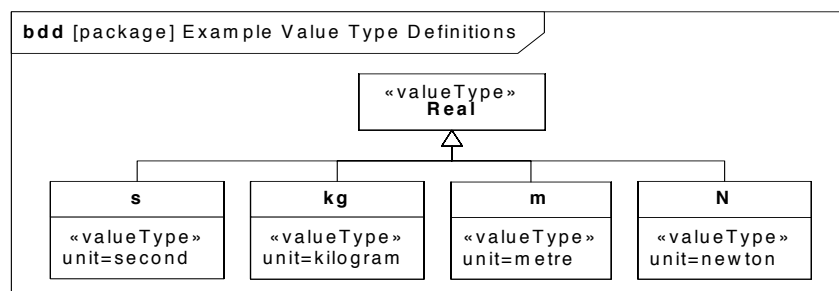 bdd [package] Example Value Type Definitions
«valueType»
Real
s
«valueType»
unit=second
kg
«valueType»
unit=kilogram
m
«valueType»
unit=metre
N
«valueType»
unit=newton